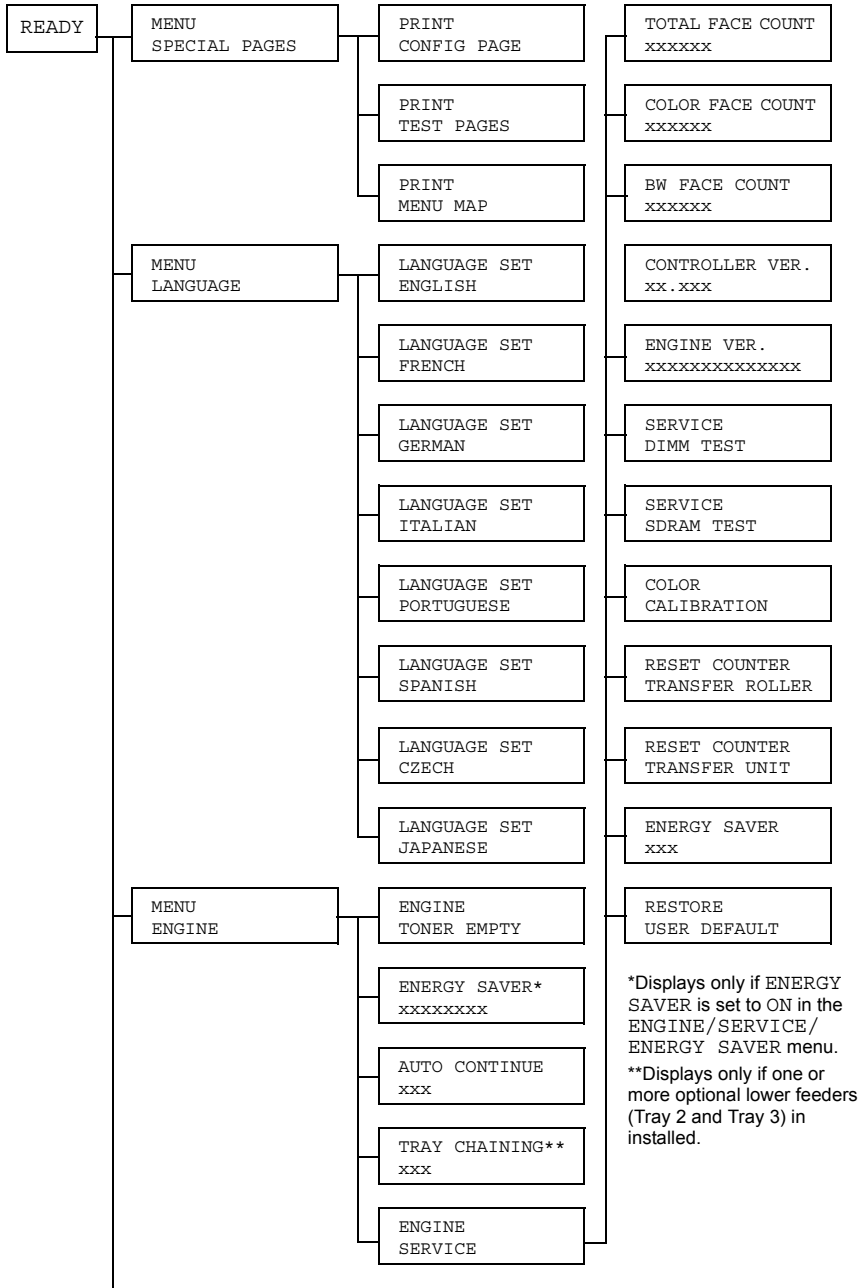 READY
MENU
SPECIAL PAGES
PRINT
CONFIG PAGE
PRINT
TEST PAGES
PRINT
MENU MAP
MENU
LANGUAGE
LANGUAGE SET
ENGLISH
LANGUAGE SET
FRENCH
LANGUAGE SET
GERMAN
LANGUAGE SET
ITALIAN
LANGUAGE SET
PORTUGUESE
LANGUAGE SET
SPANISH
LANGUAGE SET
CZECH
LANGUAGE SET
JAPANESE
MENU
ENGINE
ENGINE
TONER EMPTY
ENERGY SAVER*
xxxxxxxx
AUTO CONTINUE
xxx
TRAY CHAINING**
xxx
ENGINE
SERVICE
TOTAL FACE COUNT
xxxxxx
COLOR FACE COUNT
xxxxxx
BW FACE COUNT
xxxxxx
CONTROLLER VER.
xx.xxx
ENGINE VER.
xxxxxxxxxxxxxx
SERVICE
DIMM TEST
SERVICE
SDRAM TEST
COLOR
CALIBRATION
RESET COUNTER
TRANSFER ROLLER
RESET COUNTER
TRANSFER UNIT
ENERGY SAVER
xxx
RESTORE
USER DEFAULT
*Displays only if ENERGY
SAVER is set to ON in the
ENGINE/SERVICE/
ENERGY SAVER menu.
**Displays only if one or
more optional lower feeders
(Tray 2 and Tray 3) in
installed.